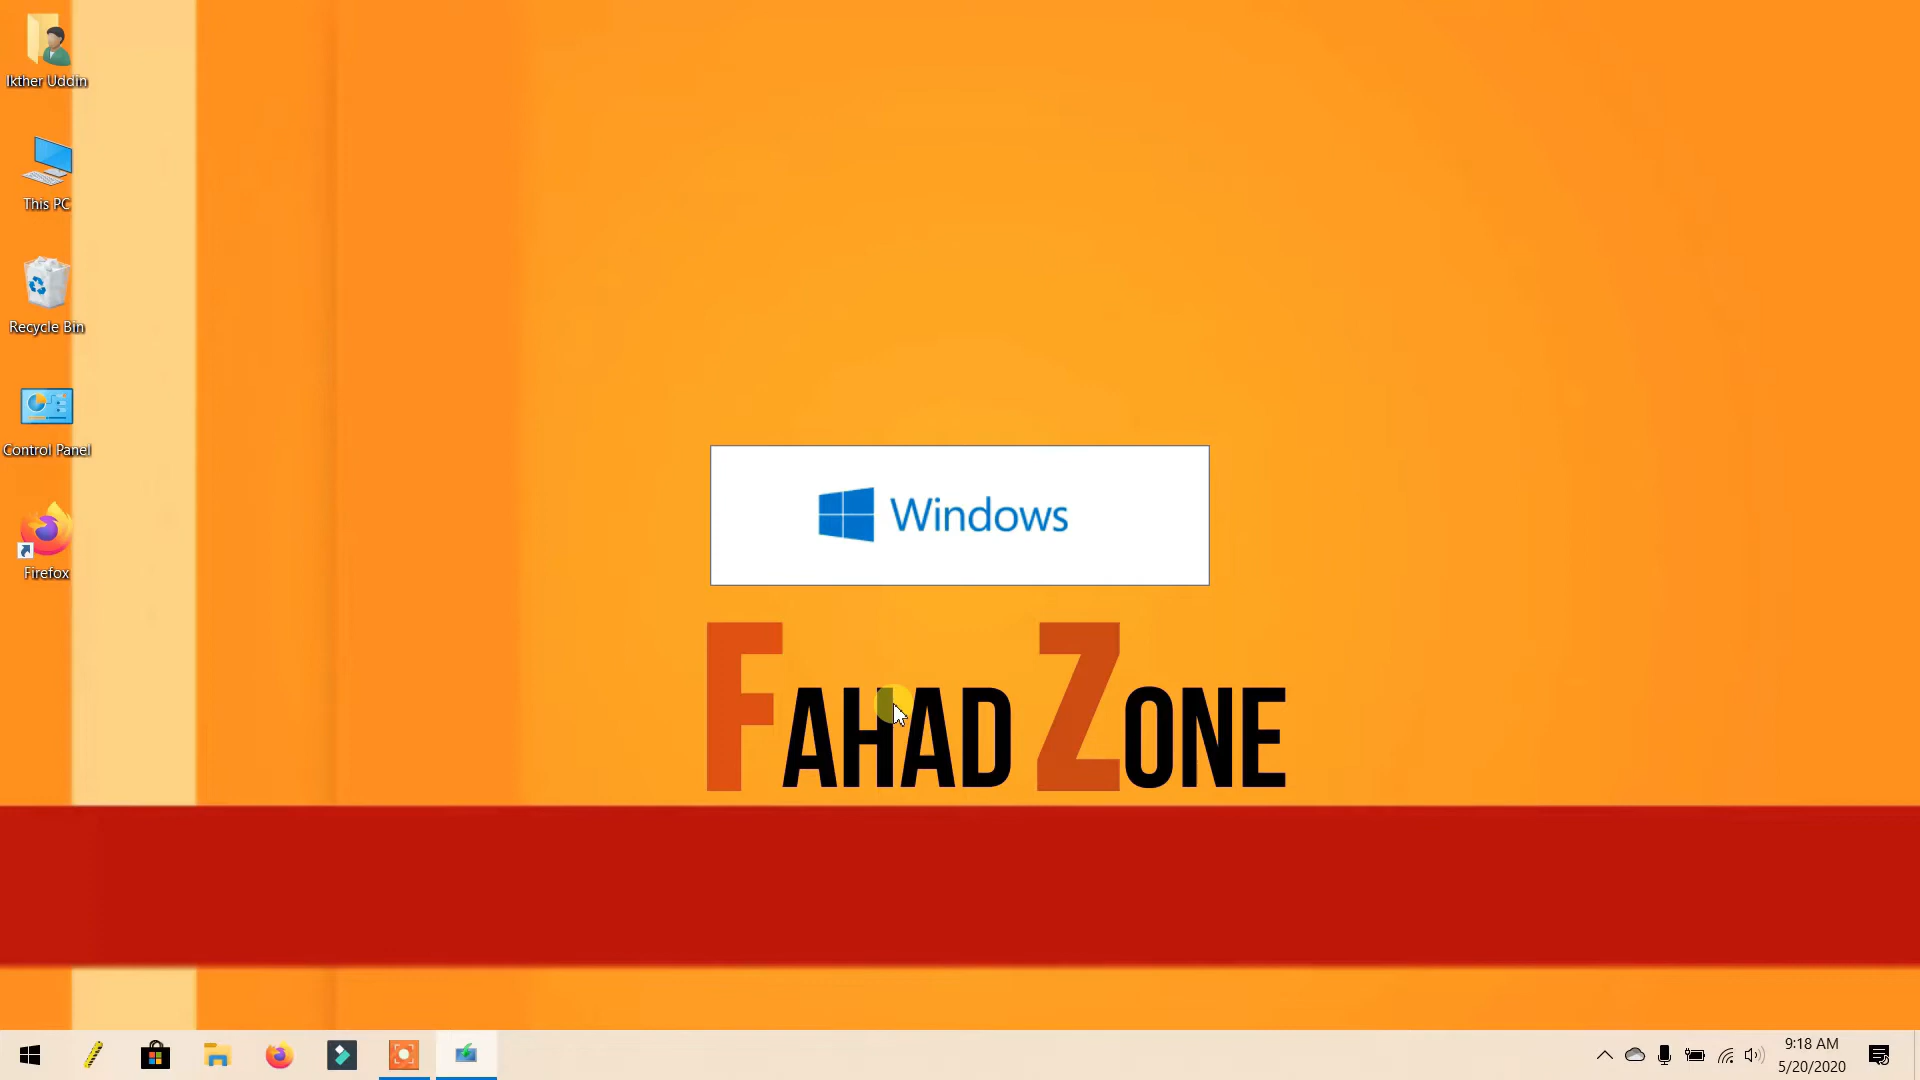 Ikther Uddin
This PC
Recycle Bin
Control Panel
Firefox
Windows
FAHAD ZONE
9:18 AM
5/20/2020